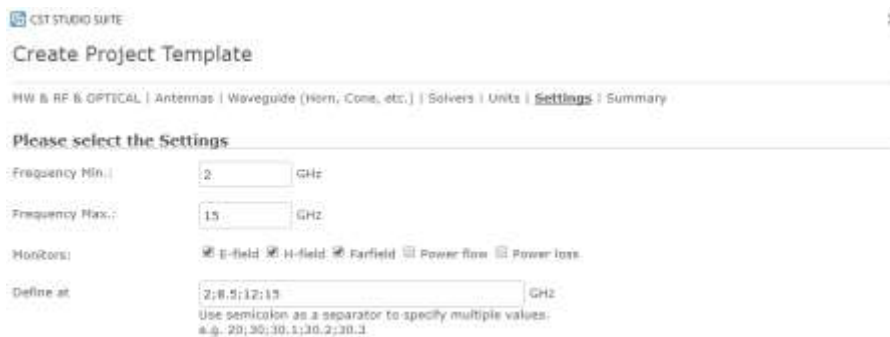 CST STUDIO SUITE
Create Project Template
MW & RF & OPTICAL | Antennas | Waveguide (Horn, Cone, etc.) | Solvers | Units | Settings | Summary
Please select the Settings
Frequency Min.: 2 GHz
Frequency Max.: 15 GHz
Monitors: E-field H-field Farfield Power flow Power loss
Define at 2;8.5;12;15 GHz
Use semicolon as a separator to specify multiple values.
e.g. 20;30;30.1;30.2;30.3